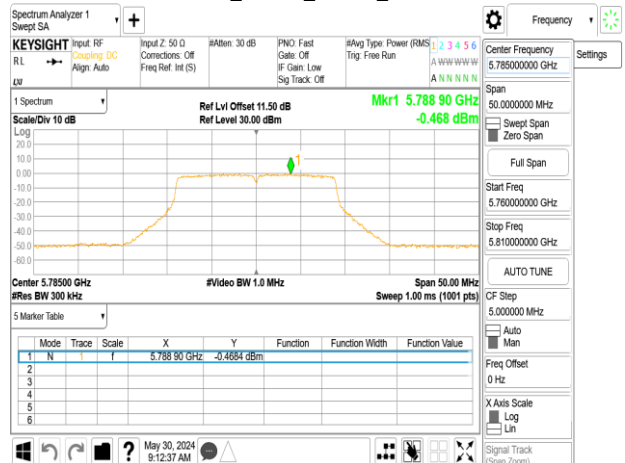 Spectrum Analyzer 1
Swept SA
Frequency
KEYSIGHT
Input: RF
Input Z: 50 Ω
#Atten: 30 dB
PNO: Fast
#Avg Type: Power (RMS
1 2 3 4 5 6
RL
Coupling: DC
Corrections: Off
Gate: Off
Trig: Free Run
A W W W W W
Align: Auto
Freq Ref: Int (S)
IF Gain: Low
Sig Track: Off
A N N N N N
LXI
Center Frequency
5.785000000 GHz
Settings
Span
50.0000000 MHz
Swept Span
Zero Span
Full Span
Start Freq
5.760000000 GHz
Stop Freq
5.810000000 GHz
AUTO TUNE
CF Step
5.000000 MHz
Auto
Man
Freq Offset
0 Hz
X Axis Scale
Log
Lin
Signal Track
(Span Zoom)
1 Spectrum
Scale/Div 10 dB
Ref Lvl Offset 11.50 dB
Ref Level 30.00 dBm
Mkr1 5.788 90 GHz
-0.468 dBm
Log
20.0
10.0
0.00
-10.0
-20.0
-30.0
-40.0
-50.0
-60.0
1
Center 5.78500 GHz
#Video BW 1.0 MHz
Span 50.00 MHz
#Res BW 300 kHz
Sweep 1.00 ms (1001 pts)
5 Marker Table
Mode Trace Scale X Y Function Function Width Function Value
1 N 1 f 5.788 90 GHz -0.4684 dBm
2
3
4
5
6
?
May 30, 2024
9:12:37 AM